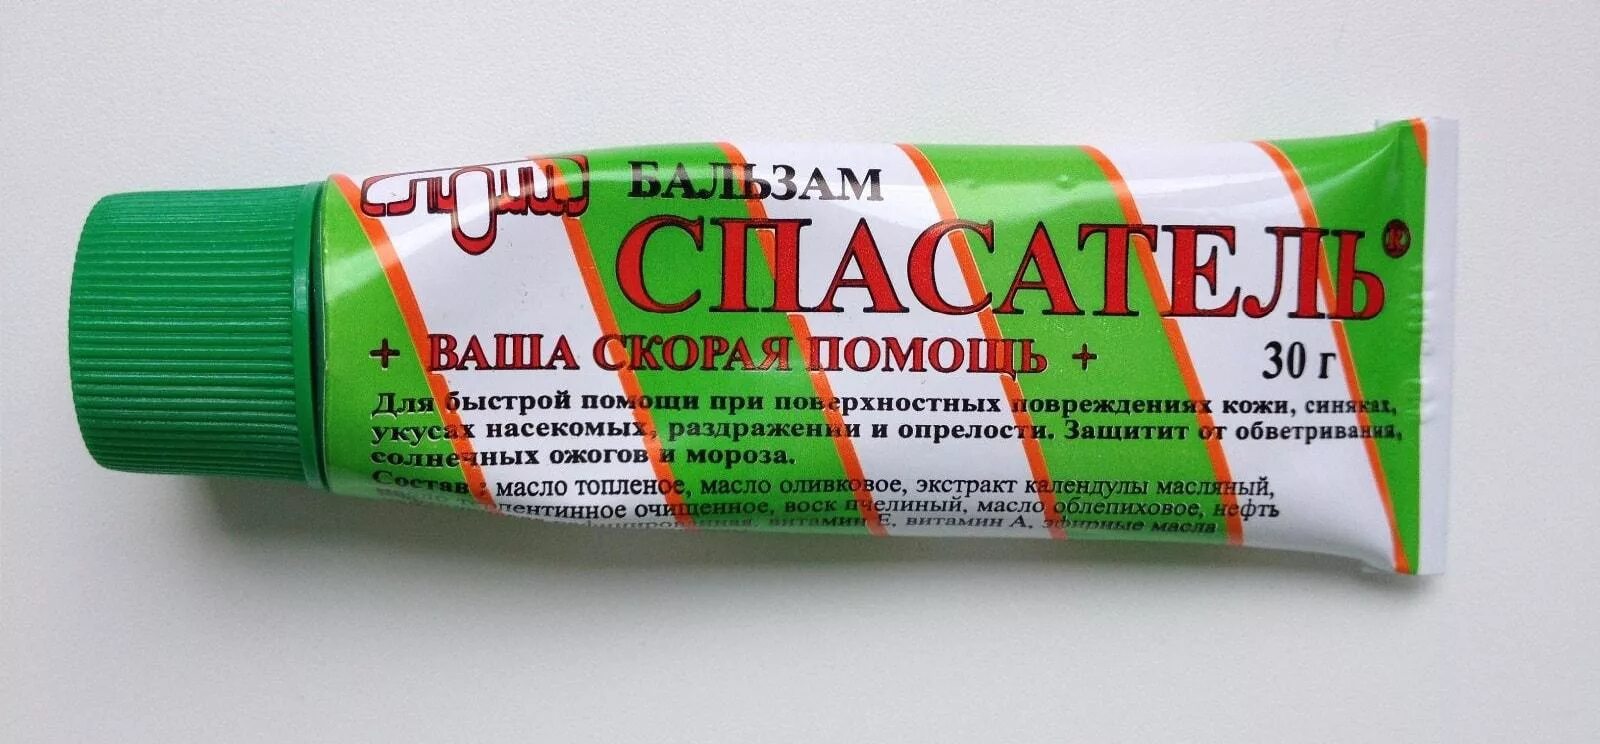 БАЛЬЗАМ
СПАСАТЕЛЬ®
+ ВАША СКОРАЯ ПОМОЩЬ +
30 г
Для быстрой помощи при поверхностных повреждениях кожи, синяках,
укусах насекомых, раздражении и опрелости. Защитит от обветривания,
солнечных ожогов и мороза.
Состав : масло топленое, масло оливковое, экстракт календулы масляный,
очищенное, воск пчелиный, масло облепиховое, нефть
витамин Е, витамин А, эфирные масла